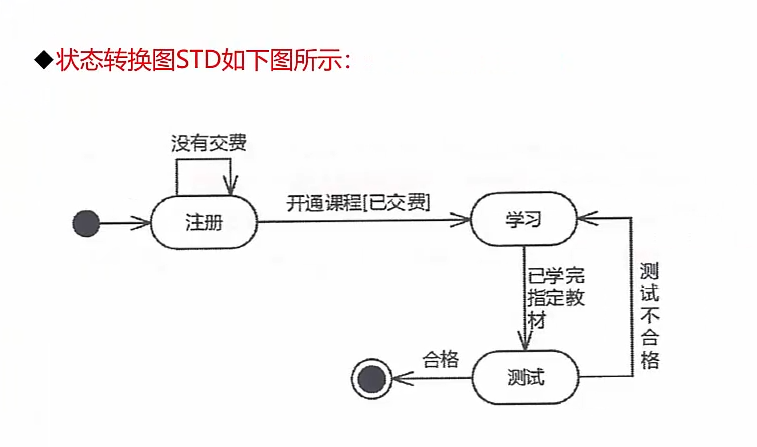 ◆状态转换图STD如下图所示：
没有交费
注册
开通课程[已交费]
学习
已学完
指定教
材
测试不合格
合格
测试